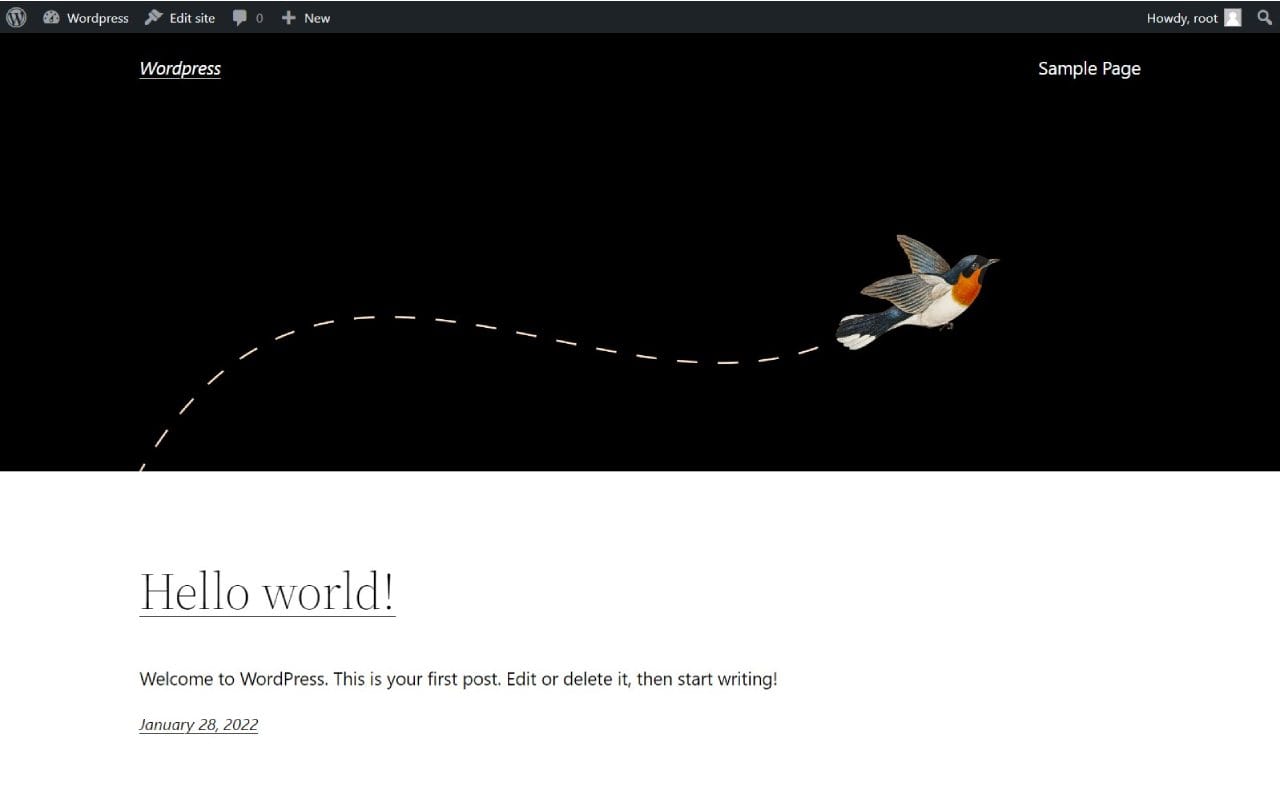 Wordpress Edit site 0 New Howdy, root
Wordpress Sample Page
Hello world!
Welcome to WordPress. This is your first post. Edit or delete it, then start writing!
January 28, 2022